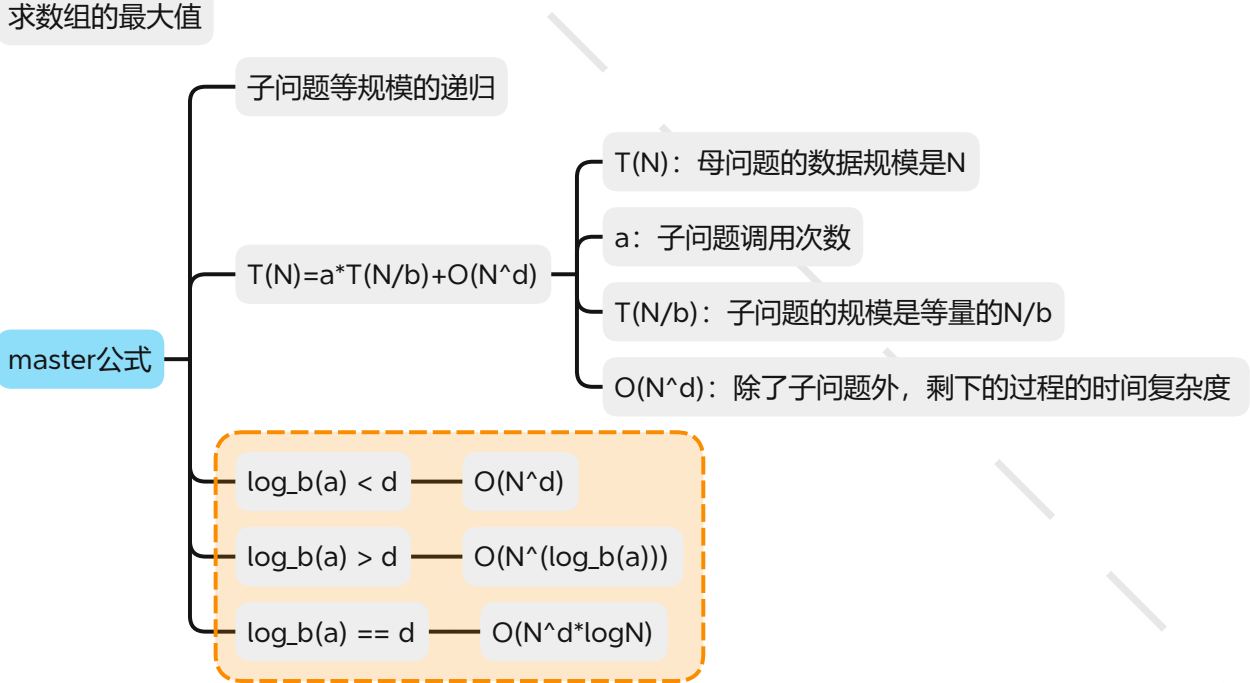 求数组的最大值
子问题等规模的递归
T(N)：母问题的数据规模是N
a：子问题调用次数
T(N)=a*T(N/b)+O(N^d)
T(N/b)：子问题的规模是等量的N/b
master公式
O(N^d)：除了子问题外，剩下的过程的时间复杂度
log_b(a) < d
O(N^d)
log_b(a) > d
O(N^(log_b(a)))
log_b(a) == d
O(N^d*logN)